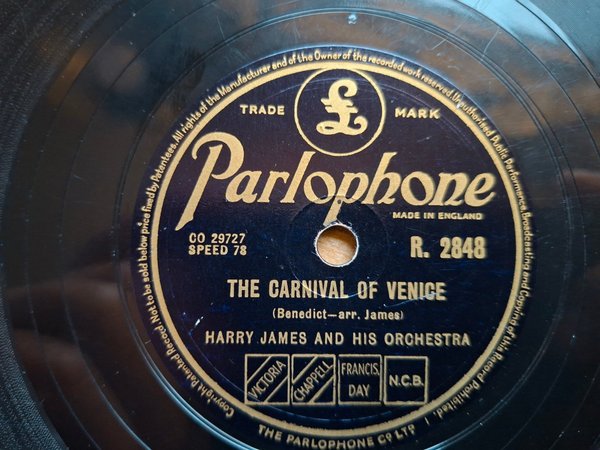 Copyright Patented Record Not to be sold below price fixed by Patentees. All rights of the Manufacturer and of the Owner of the recorded work reserved. Unauthorised Public Performance Broadcasting and Copying of this Record Prohibited.
£
TRADE MARK
Parlophone
MADE IN ENGLAND
CO 29727
SPEED 78
R. 2848
THE CARNIVAL OF VENICE
(Benedict—arr. James)
HARRY JAMES AND HIS ORCHESTRA
VICTORIA
CHAPPELL
FRANCIS, DAY
N.C.B.
THE PARLOPHONE Co LTD